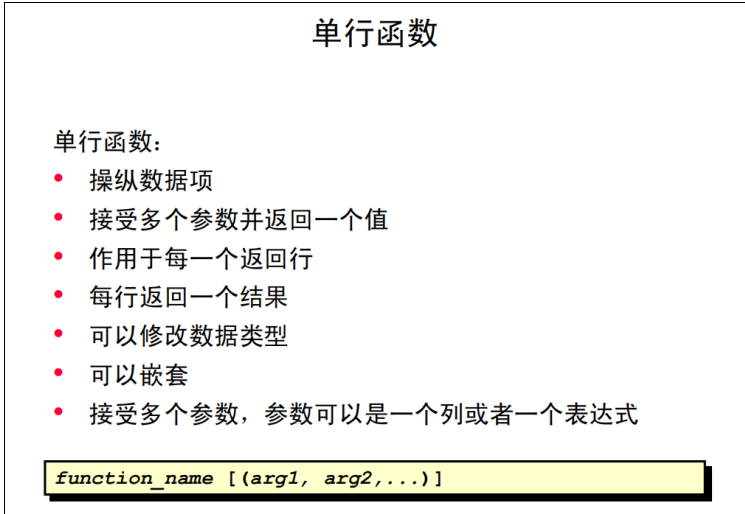 单行函数
单行函数:
• 操纵数据项
• 接受多个参数并返回一个值
• 作用于每一个返回行
• 每行返回一个结果
• 可以修改数据类型
• 可以嵌套
• 接受多个参数，参数可以是一个列或者一个表达式
function_name [(arg1, arg2,...)]